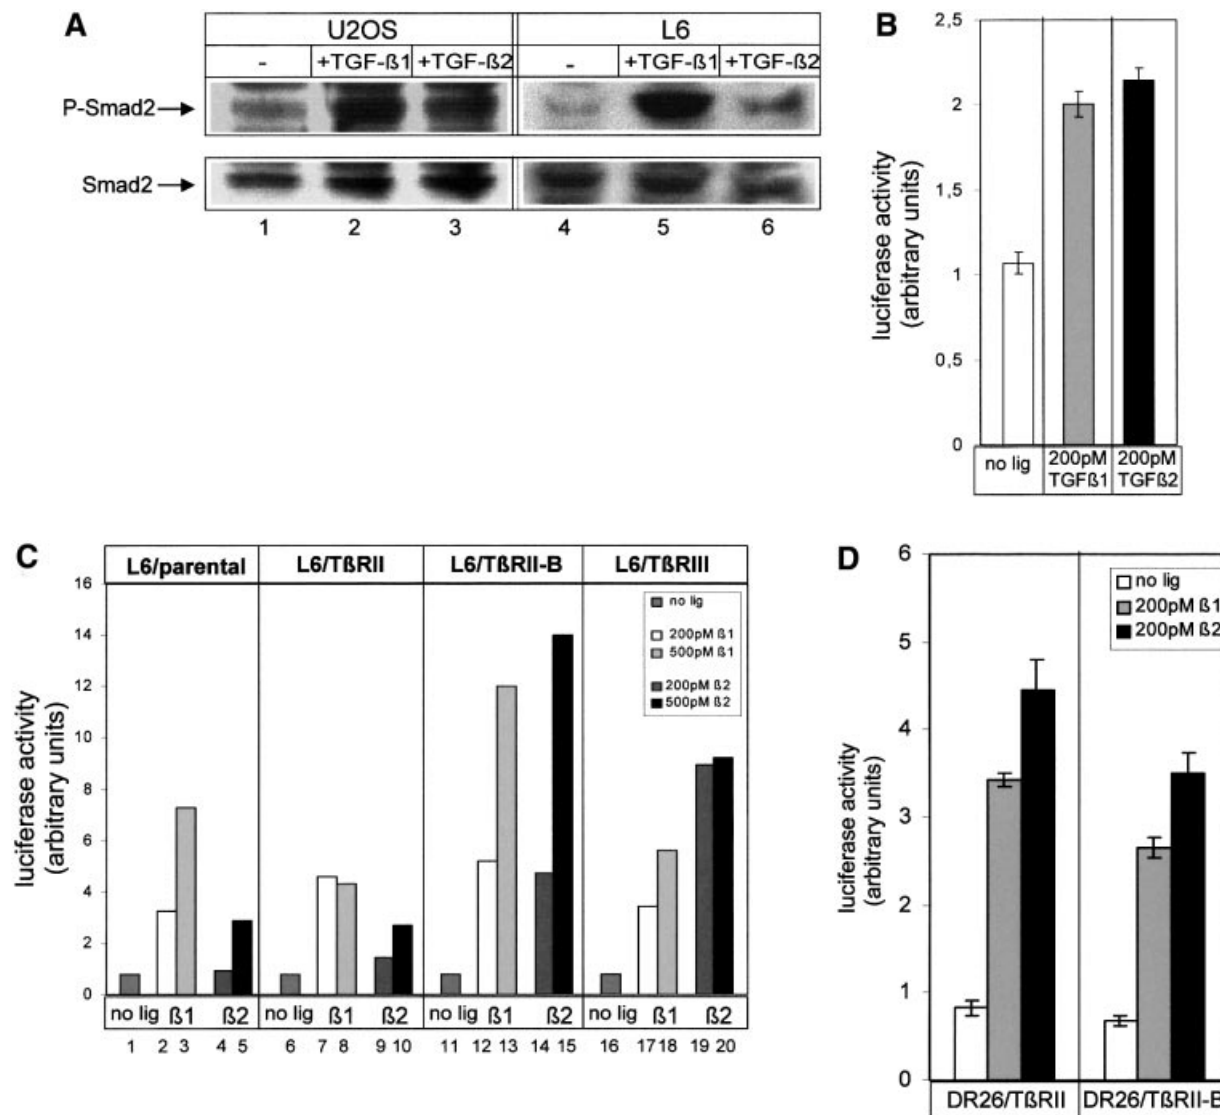 A
U2OS L6
- +TGF-ß1 +TGF-ß2 - +TGF-ß1 +TGF-ß2
P-Smad2
Smad2
1 2 3 4 5 6
B
luciferase activity
(arbitrary units)
2,5
2
1,5
1
0,5
0
no lig 200pM TGFß1 200pM TGFß2
C
L6/parental L6/TßRII L6/TßRII-B L6/TßRIII
luciferase activity
(arbitrary units)
16
14
12
10
8
6
4
2
0
no lig
200pM ß1
500pM ß1
200pM ß2
500pM ß2
no lig ß1 ß2 no lig ß1 ß2 no lig ß1 ß2 no lig ß1 ß2
1 2 3 4 5 6 7 8 9 10 11 12 13 14 15 16 17 18 19 20
D
luciferase activity
(arbitrary units)
6
5
4
3
2
1
0
no lig
200pM ß1
200pM ß2
DR26/TßRII DR26/TßRII-B